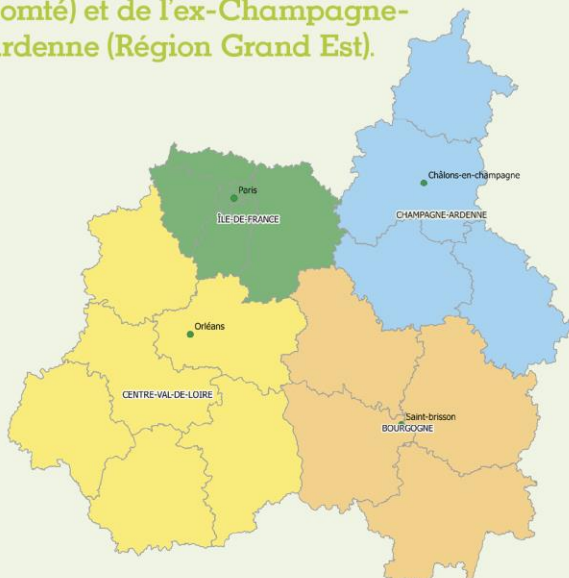 omté) et de l'ex-Champagne-
rdenne (Région Grand Est).
Châlons-en-champagne
Paris
CHAMPAGNE-ARDENNE
ÎLE-DE-FRANCE
Orléans
CENTRE-VAL-DE-LOIRE
Saint-brisson
BOURGOGNE